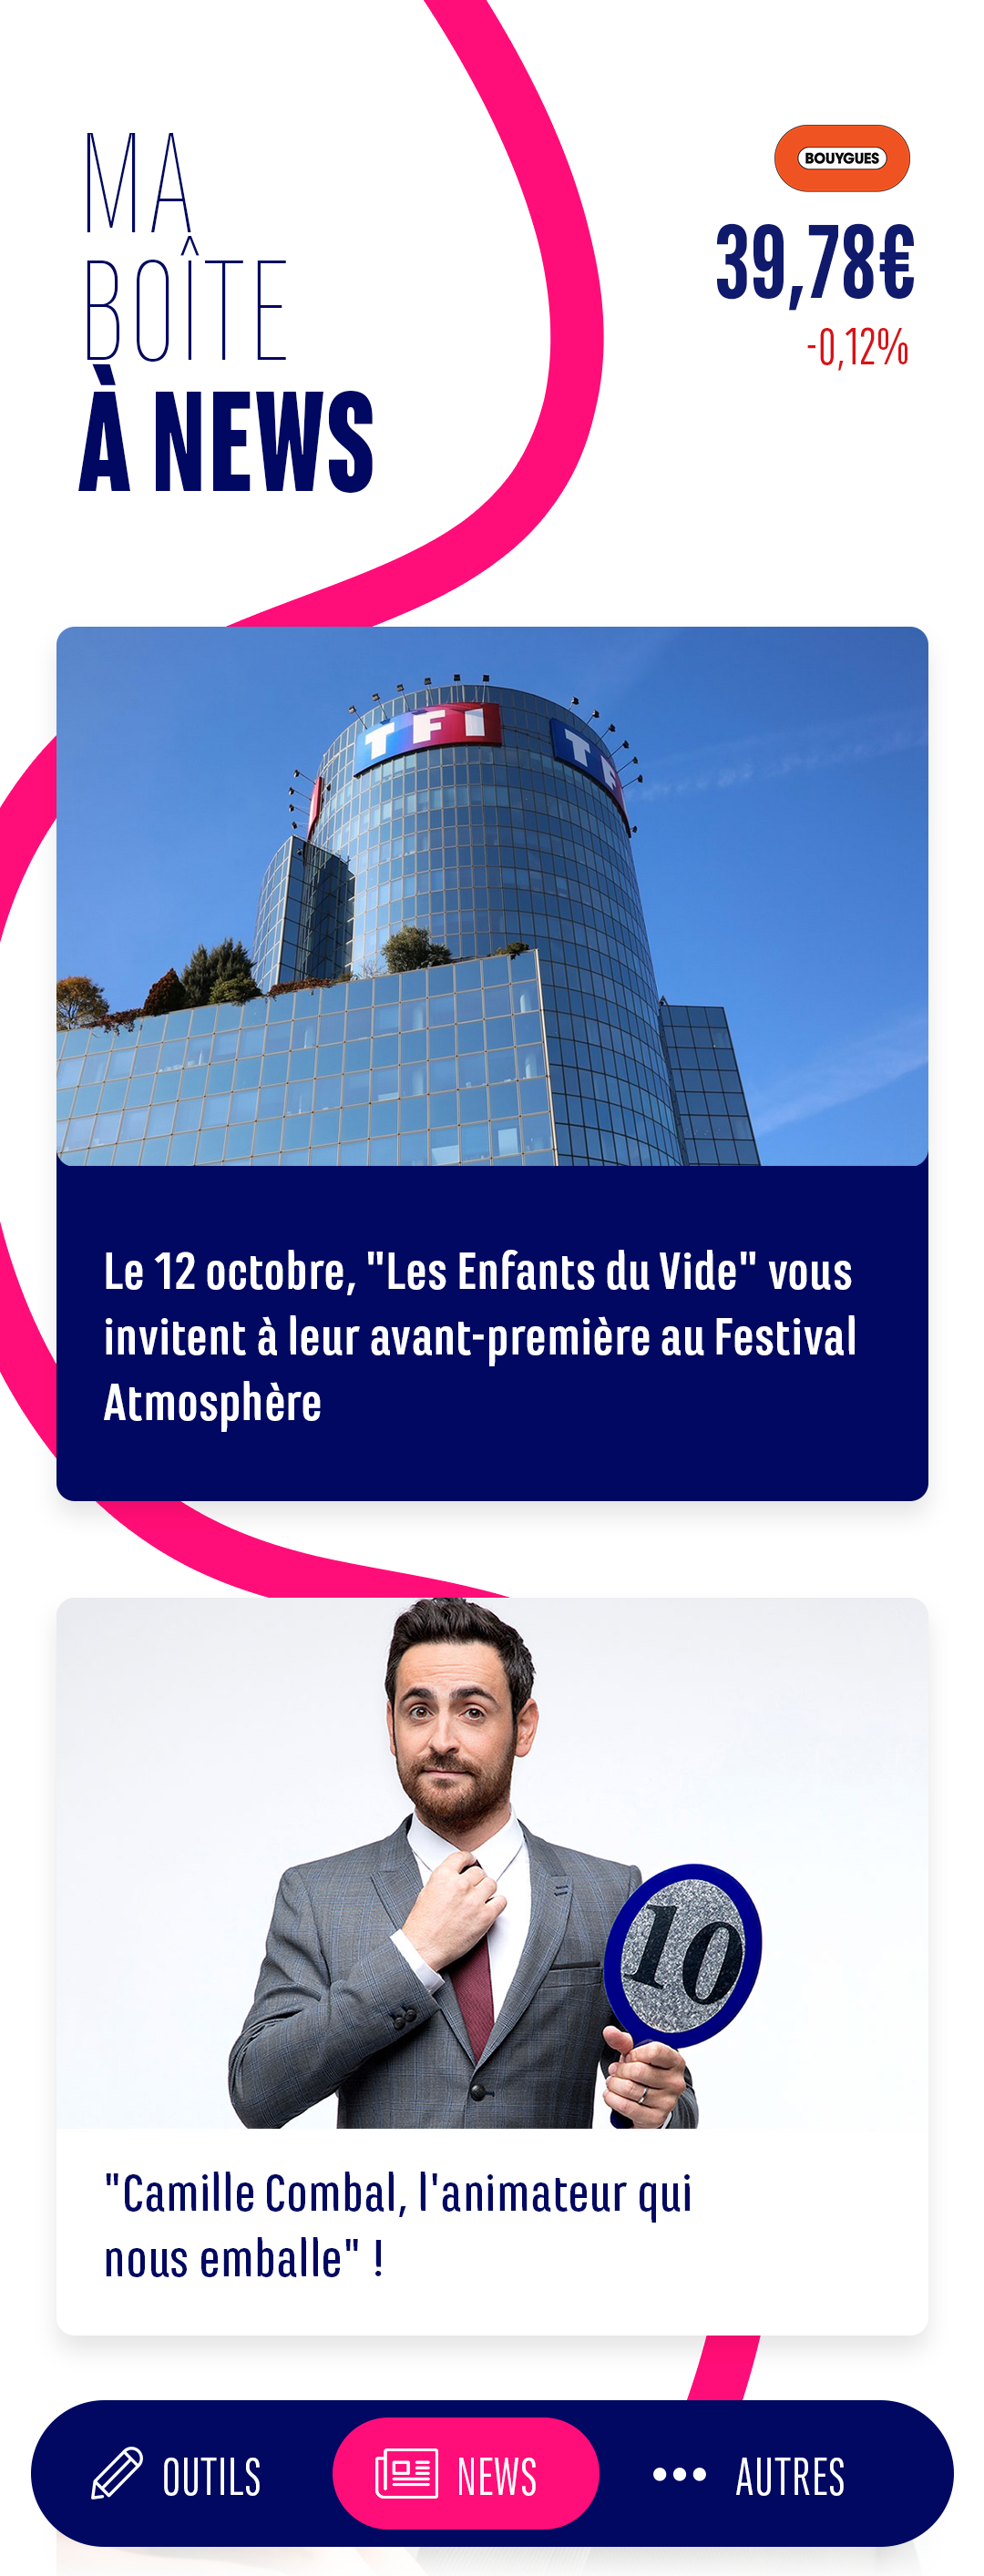 MA
BOÎTE
À NEWS
BOUYGUES
39,78€
-0,12%
TF1
TF
Le 12 octobre, "Les Enfants du Vide" vous
invitent à leur avant-première au Festival
Atmosphère
10
"Camille Combal, l'animateur qui
nous emballe" !
OUTILS
NEWS
AUTRES